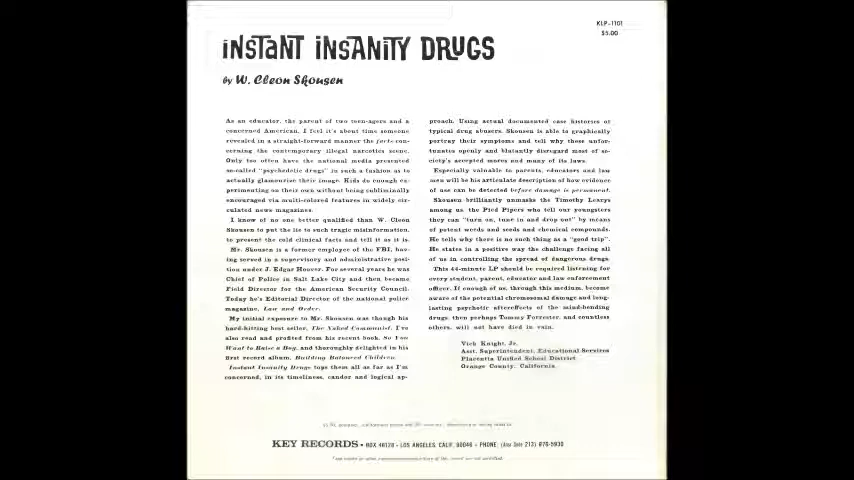 KLP-1101
$5.00
INSTANT INSANITY DRUGS
by W. Cleon Skousen
As an educator, the parent of two teen-agers and a
concerned American, I feel it's about time someone
revealed in a straight-forward manner the facts con-
cerning the contemporary illegal narcotics scene.
Only too often have the national media presented
so-called "psychedelic drugs" in such a fashion as to
actually glamourize their image. Kids do enough ex-
perimenting on their own without being subliminally
encouraged via multi-colored features in widely cir-
culated news magazines.
I know of no one better qualified than W. Cleon
Skousen to put the lie to such tragic misinformation,
to present the cold clinical facts and tell it as it is.
Mr. Skousen is a former employee of the FBI, hav-
ing served in a supervisory and administrative posi-
tion under J. Edgar Hoover. For several years he was
Chief of Police in Salt Lake City and then became
Field Director for the American Security Council.
Today he's Editorial Director of the national police
magazine, Law and Order.
My initial exposure to Mr. Skousen was though his
hard-hitting best seller, The Naked Communist. I've
also read and profited from his recent book, So You
Want to Raise a Boy, and thoroughly delighted in his
first record album, Building Balanced Children.
Instant Insanity Drugs tops them all as far as I'm
concerned, in its timeliness, candor and logical ap-
proach. Using actual documented case histories of
typical drug abusers, Skousen is able to graphically
portray their symptoms and tell why these unfor-
tunates openly and blatantly disregard most of so-
ciety's accepted mores and many of its laws.
Especially valuable to parents, educators and law
men will be his articulate description of how evidence
of use can be detected before damage is permanent.
Skousen brilliantly unmasks the Timothy Learys
among us, the Pied Pipers who tell our youngsters
they can "turn on, tune in and drop out" by means
of potent weeds and seeds and chemical compounds.
He tells why there is no such thing as a "good trip".
He states in a positive way the challenge facing all
of us in controlling the spread of dangerous drugs.
This 44-minute LP should be required listening for
every student, parent, educator and law enforcement
officer. If enough of us, through this medium, become
aware of the potential chromosomal damage and long-
lasting psychotic aftereffects of the mind-bending
drugs, then perhaps Tommy Forrester, and countless
others, will not have died in vain.
Vick Knight, Jr.
Asst. Superintendent, Educational Services
Placentia Unified School District
Orange County, California
KEY RECORDS • BOX 46128 • LOS ANGELES, CALIF. 90046 • PHONE: (Area Code 213) 876-5930